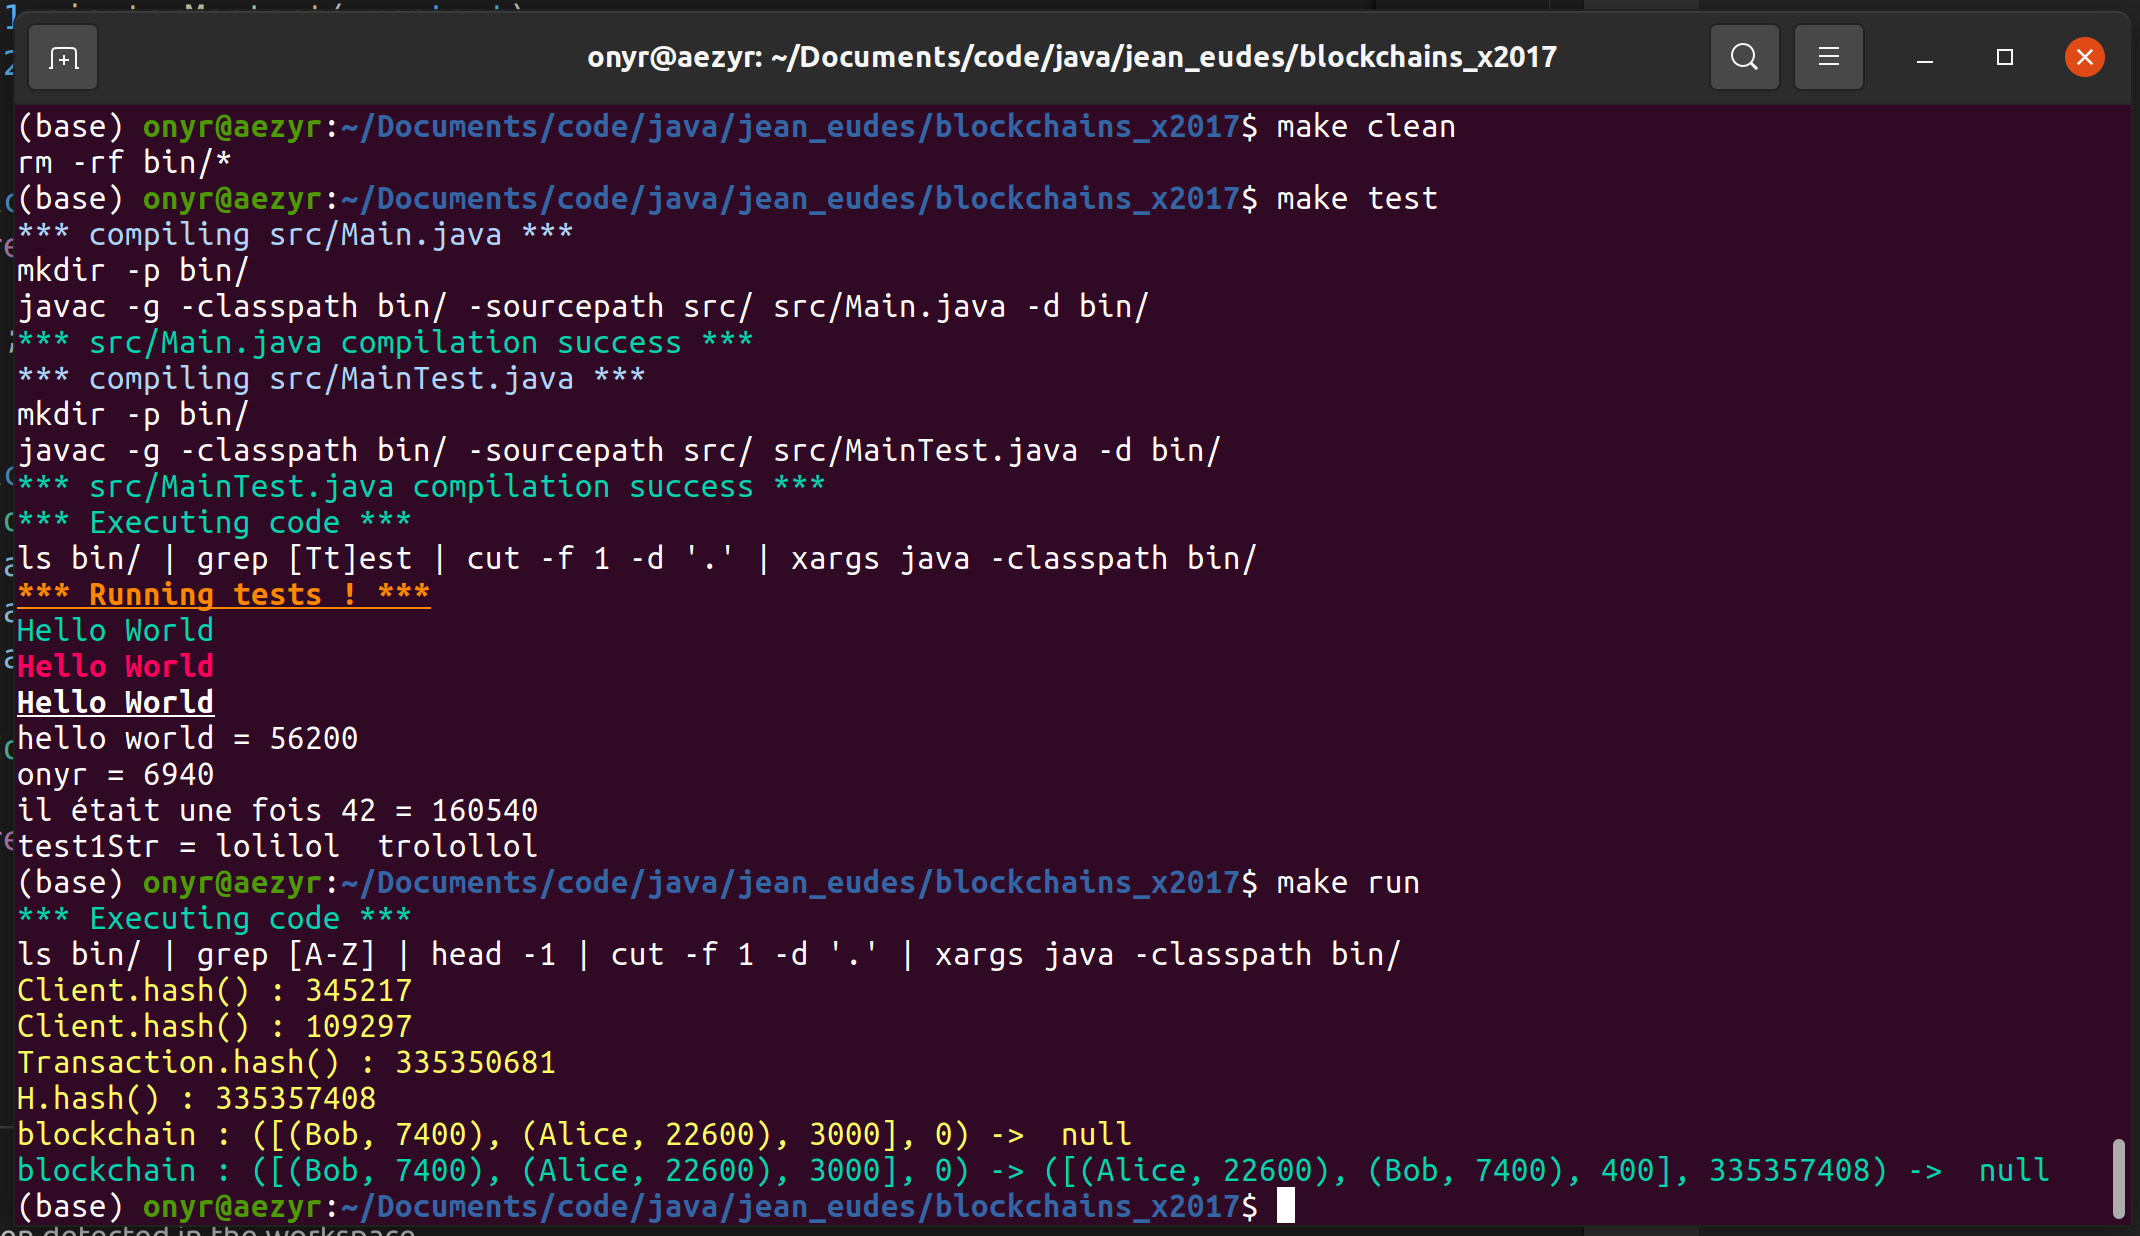 onyr@aezyr: ~/Documents/code/java/jean_eudes/blockchains_x2017
(base) onyr@aezyr:~/Documents/code/java/jean_eudes/blockchains_x2017$ make clean
rm -rf bin/*
(base) onyr@aezyr:~/Documents/code/java/jean_eudes/blockchains_x2017$ make test
*** compiling src/Main.java ***
mkdir -p bin/
javac -g -classpath bin/ -sourcepath src/ src/Main.java -d bin/
*** src/Main.java compilation success ***
*** compiling src/MainTest.java ***
mkdir -p bin/
javac -g -classpath bin/ -sourcepath src/ src/MainTest.java -d bin/
*** src/MainTest.java compilation success ***
*** Executing code ***
ls bin/ | grep [Tt]est | cut -f 1 -d '.' | xargs java -classpath bin/
*** Running tests ! ***
Hello World
Hello World
Hello World
hello world = 56200
onyr = 6940
il était une fois 42 = 160540
test1Str = lolilol  trolollol
(base) onyr@aezyr:~/Documents/code/java/jean_eudes/blockchains_x2017$ make run
*** Executing code ***
ls bin/ | grep [A-Z] | head -1 | cut -f 1 -d '.' | xargs java -classpath bin/
Client.hash() : 345217
Client.hash() : 109297
Transaction.hash() : 335350681
H.hash() : 335357408
blockchain : ([(Bob, 7400), (Alice, 22600), 3000], 0) ->  null
blockchain : ([(Bob, 7400), (Alice, 22600), 3000], 0) -> ([(Alice, 22600), (Bob, 7400), 400], 335357408) ->  null
(base) onyr@aezyr:~/Documents/code/java/jean_eudes/blockchains_x2017$
detected in the workspace